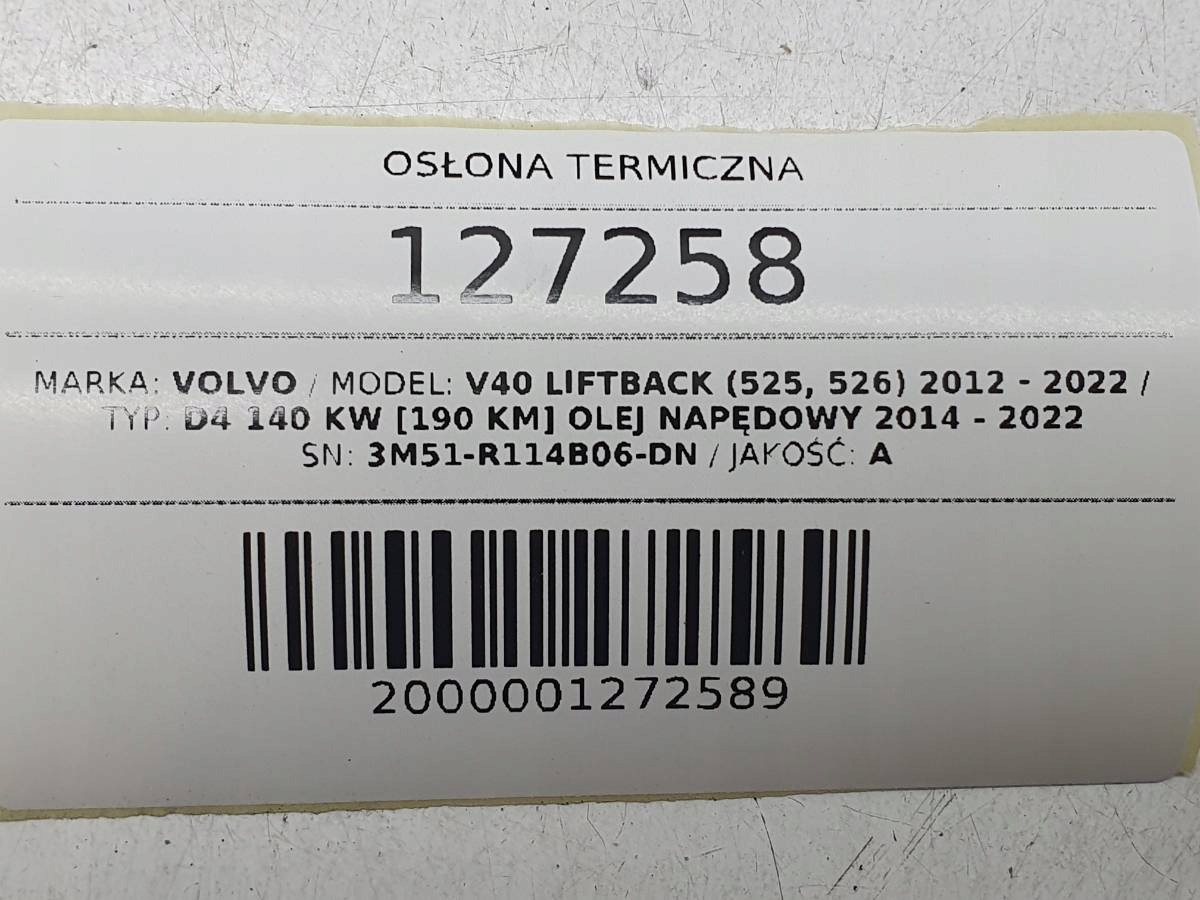 OSŁONA TERMICZNA
127258
MARKA: VOLVO / MODEL: V40 LIFTBACK (525, 526) 2012 - 2022 /
TYP: D4 140 KW [190 KM] OLEJ NAPĘDOWY 2014 - 2022
SN: 3M51-R114B06-DN / JAKOŚĆ: A
2000001272589